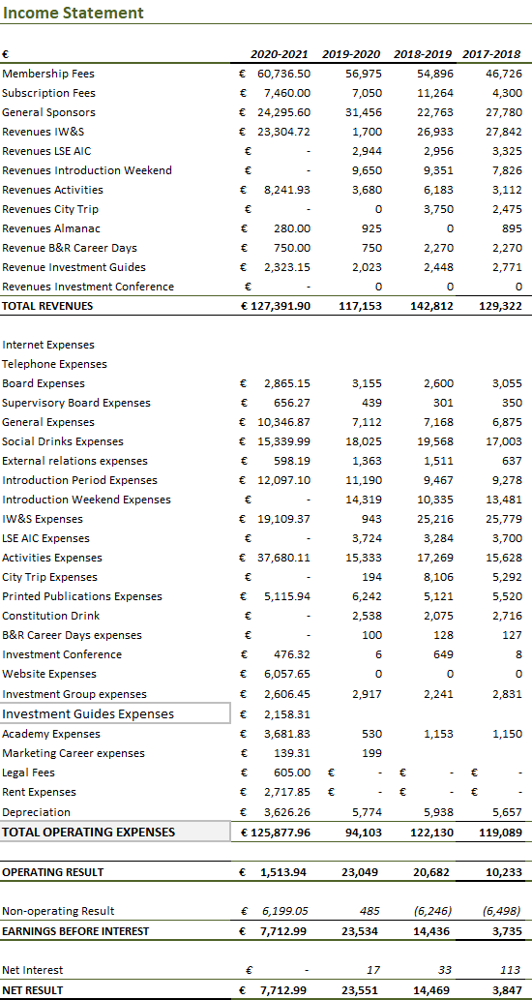 Income Statement
€ 2020-2021 2019-2020 2018-2019 2017-2018
Membership Fees € 60,736.50 56,975 54,896 46,726
Subscription Fees € 7,460.00 7,050 11,264 4,300
General Sponsors € 24,295.60 31,456 22,763 27,780
Revenues IW&S € 23,304.72 1,700 26,933 27,842
Revenues LSE AIC € - 2,944 2,956 3,325
Revenues Introduction Weekend € - 9,650 9,351 7,826
Revenues Activities € 8,241.93 3,680 6,183 3,112
Revenues City Trip € - 0 3,750 2,475
Revenues Almanac € 280.00 925 0 895
Revenue B&R Career Days € 750.00 750 2,270 2,270
Revenue Investment Guides € 2,323.15 2,023 2,448 2,771
Revenues Investment Conference € - 0 0 0
TOTAL REVENUES € 127,391.90 117,153 142,812 129,322
Internet Expenses
Telephone Expenses
Board Expenses € 2,865.15 3,155 2,600 3,055
Supervisory Board Expenses € 656.27 439 301 350
General Expenses € 10,346.87 7,112 7,168 6,875
Social Drinks Expenses € 15,339.99 18,025 19,568 17,003
External relations expenses € 598.19 1,363 1,511 637
Introduction Period Expenses € 12,097.10 11,190 9,467 9,278
Introduction Weekend Expenses € - 14,319 10,335 13,481
IW&S Expenses € 19,109.37 943 25,216 25,779
LSE AIC Expenses € - 3,724 3,284 3,700
Activities Expenses € 37,680.11 15,333 17,269 15,628
City Trip Expenses € - 194 8,106 5,292
Printed Publications Expenses € 5,115.94 6,242 5,121 5,520
Constitution Drink € - 2,538 2,075 2,716
B&R Career Days expenses € - 100 128 127
Investment Conference € 476.32 6 649 8
Website Expenses € 6,057.65 0 0 0
Investment Group expenses € 2,606.45 2,917 2,241 2,831
Investment Guides Expenses € 2,158.31
Academy Expenses € 3,681.83 530 1,153 1,150
Marketing Career expenses € 139.31 199
Legal Fees € 605.00 € - € - € -
Rent Expenses € 2,717.85 € - € - € -
Depreciation € 3,626.26 5,774 5,938 5,657
TOTAL OPERATING EXPENSES € 125,877.96 94,103 122,130 119,089
OPERATING RESULT € 1,513.94 23,049 20,682 10,233
Non-operating Result € 6,199.05 485 (6,246) (6,498)
EARNINGS BEFORE INTEREST € 7,712.99 23,534 14,436 3,735
Net Interest € - 17 33 113
NET RESULT € 7,712.99 23,551 14,469 3,847